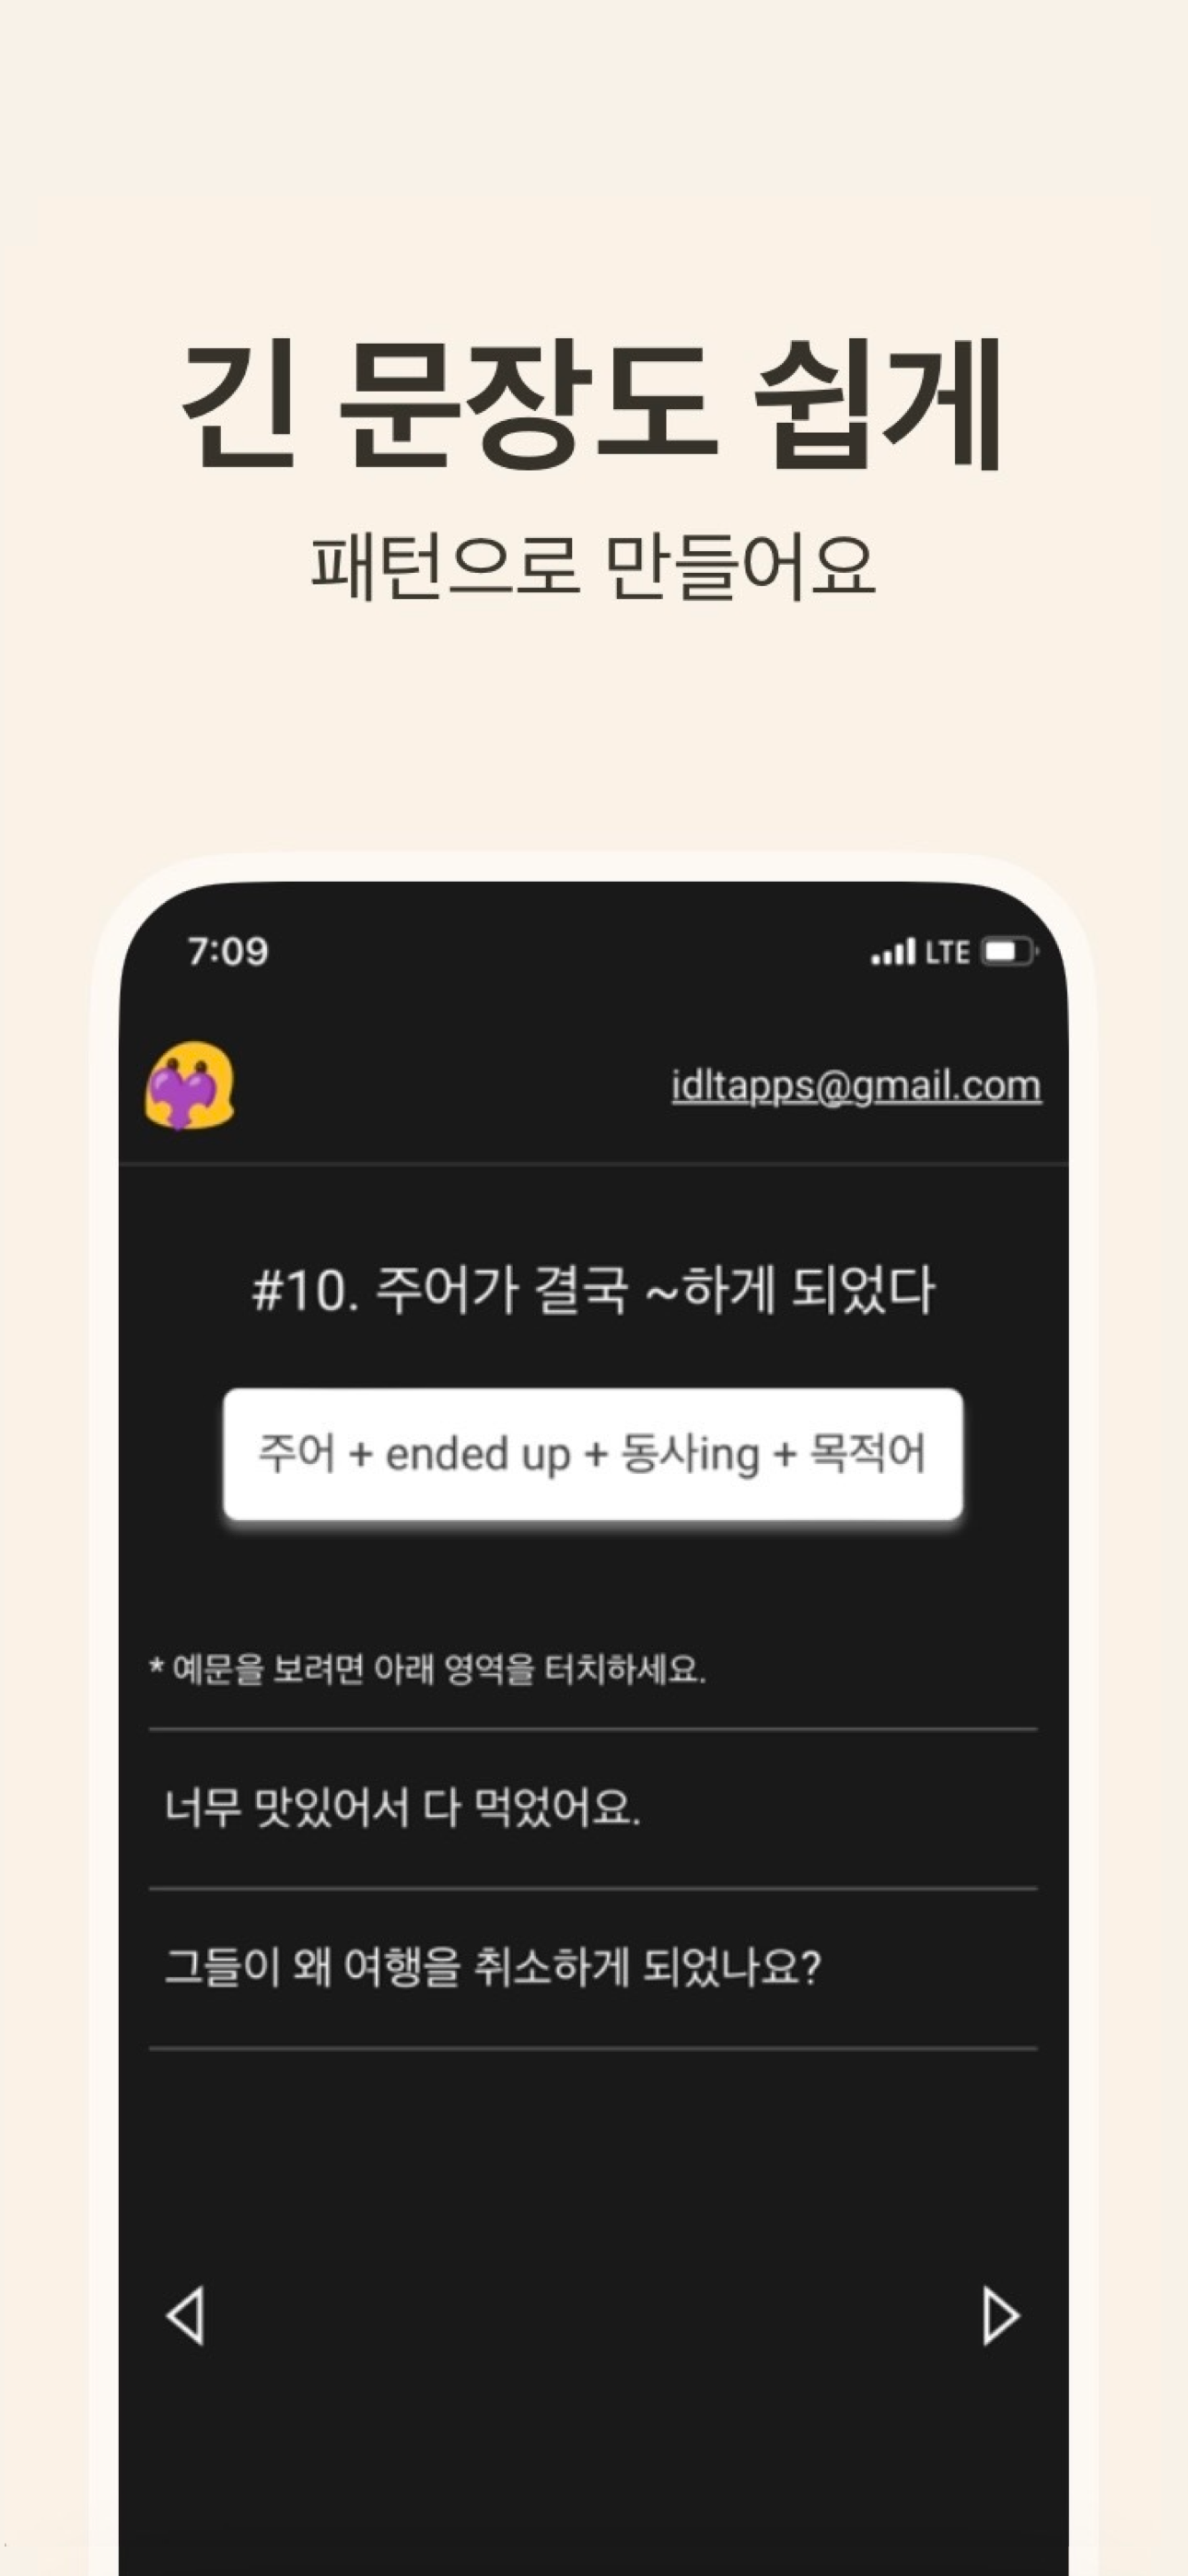 긴 문장도 쉽게
패턴으로 만들어요
7:09
LTE
idltapps@gmail.com
#10. 주어가 결국 ~하게 되었다
주어 + ended up + 동사ing + 목적어
* 예문을 보려면 아래 영역을 터치하세요.
너무 맛있어서 다 먹었어요.
그들이 왜 여행을 취소하게 되었나요?